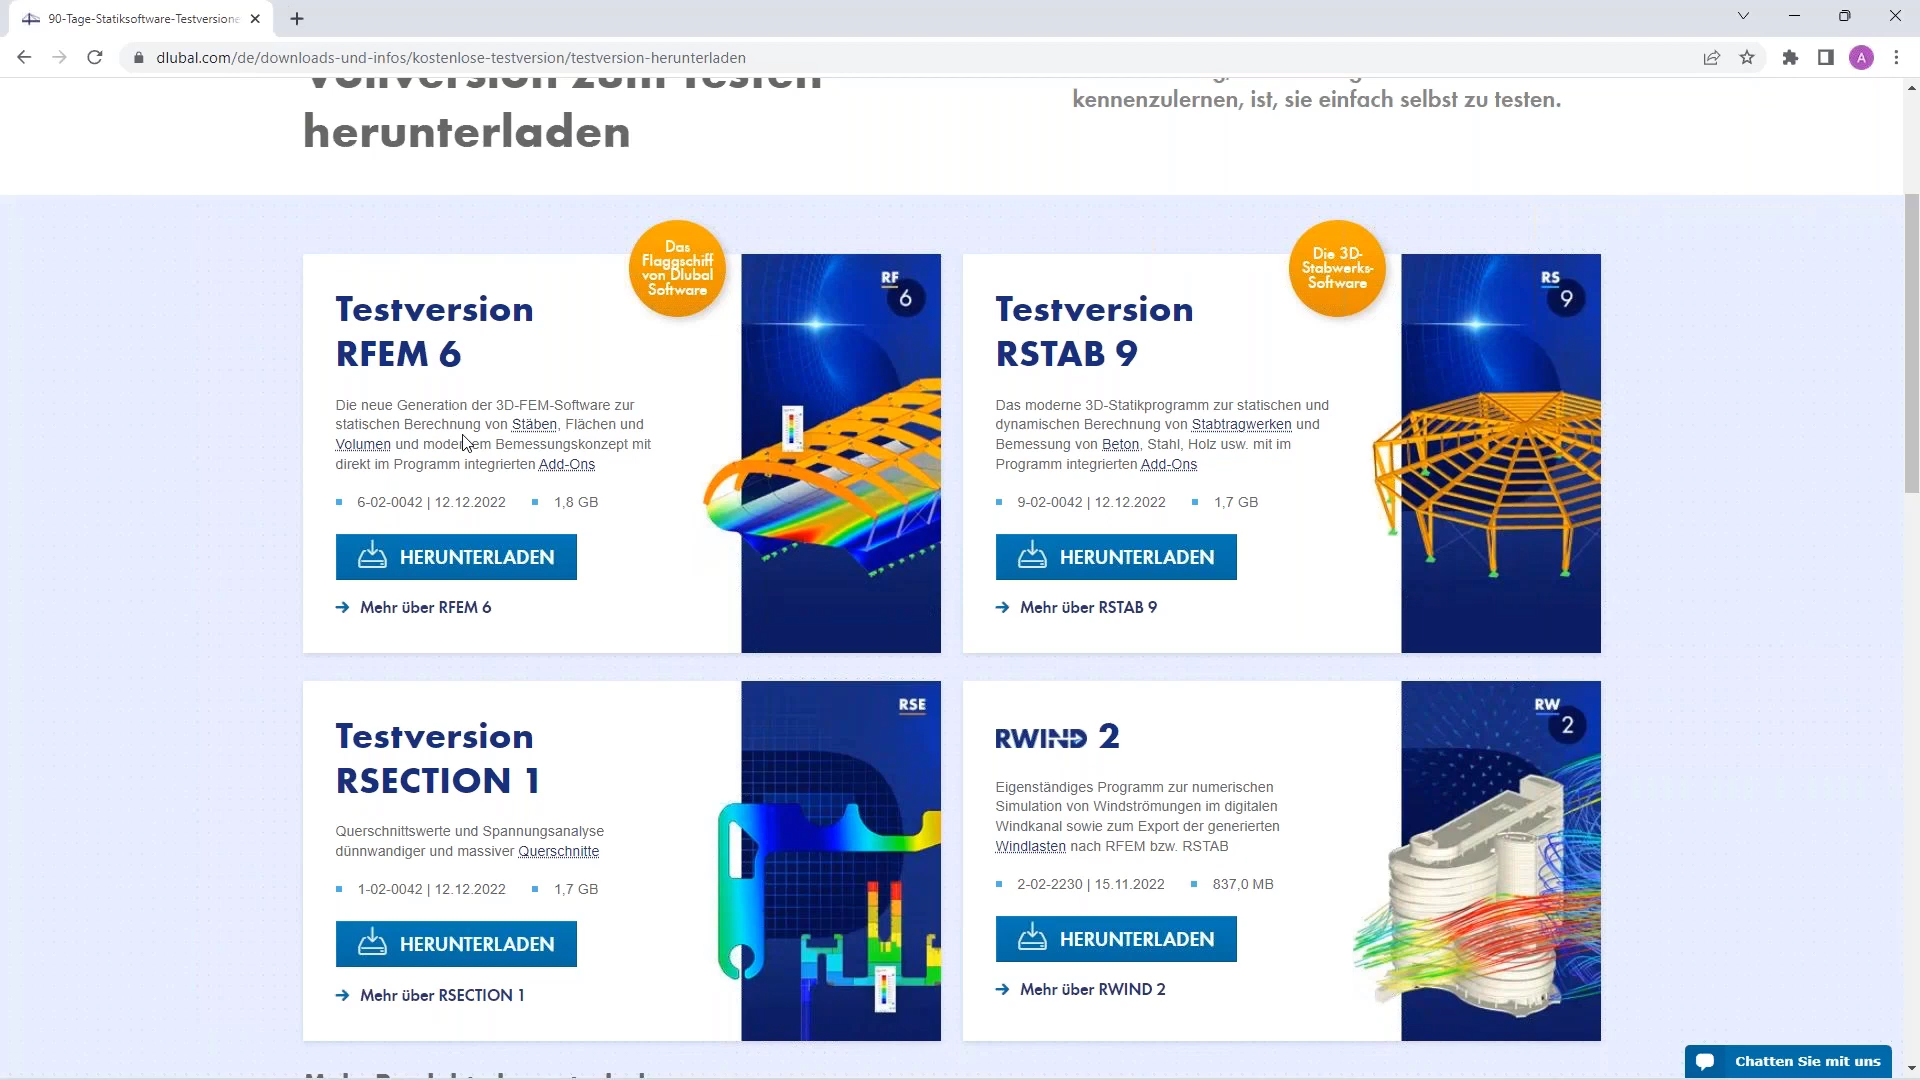 90-Tage-Statiksoftware-Testversione
dlubal.com/de/downloads-und-infos/kostenlose-testversion/testversion-herunterladen
A
Vollversion zum Testen
herunterladen
kennenzulernen, ist, sie einfach selbst zu testen.
Das
Flaggschiff
von Dlubal
Software
RF
6
Testversion
RFEM 6
Die neue Generation der 3D-FEM-Software zur
statischen Berechnung von Stäben, Flächen und
Volumen und modernem Bemessungskonzept mit
direkt im Programm integrierten Add-Ons
6-02-0042 | 12.12.2022
1,8 GB
HERUNTERLADEN
Mehr über RFEM 6
Die 3D-
Stabwerks-
Software
RS
9
Testversion
RSTAB 9
Das moderne 3D-Statikprogramm zur statischen und
dynamischen Berechnung von Stabtragwerken und
Bemessung von Beton, Stahl, Holz usw. mit im
Programm integrierten Add-Ons
9-02-0042 | 12.12.2022
1,7 GB
HERUNTERLADEN
Mehr über RSTAB 9
RSE
Testversion
RSECTION 1
Querschnittswerte und Spannungsanalyse
dünnwandiger und massiver Querschnitte
1-02-0042 | 12.12.2022
1,7 GB
HERUNTERLADEN
Mehr über RSECTION 1
RW
2
RWIND 2
Eigenständiges Programm zur numerischen
Simulation von Windströmungen im digitalen
Windkanal sowie zum Export der generierten
Windlasten nach RFEM bzw. RSTAB
2-02-2230 | 15.11.2022
837,0 MB
HERUNTERLADEN
Mehr über RWIND 2
Chatten Sie mit uns